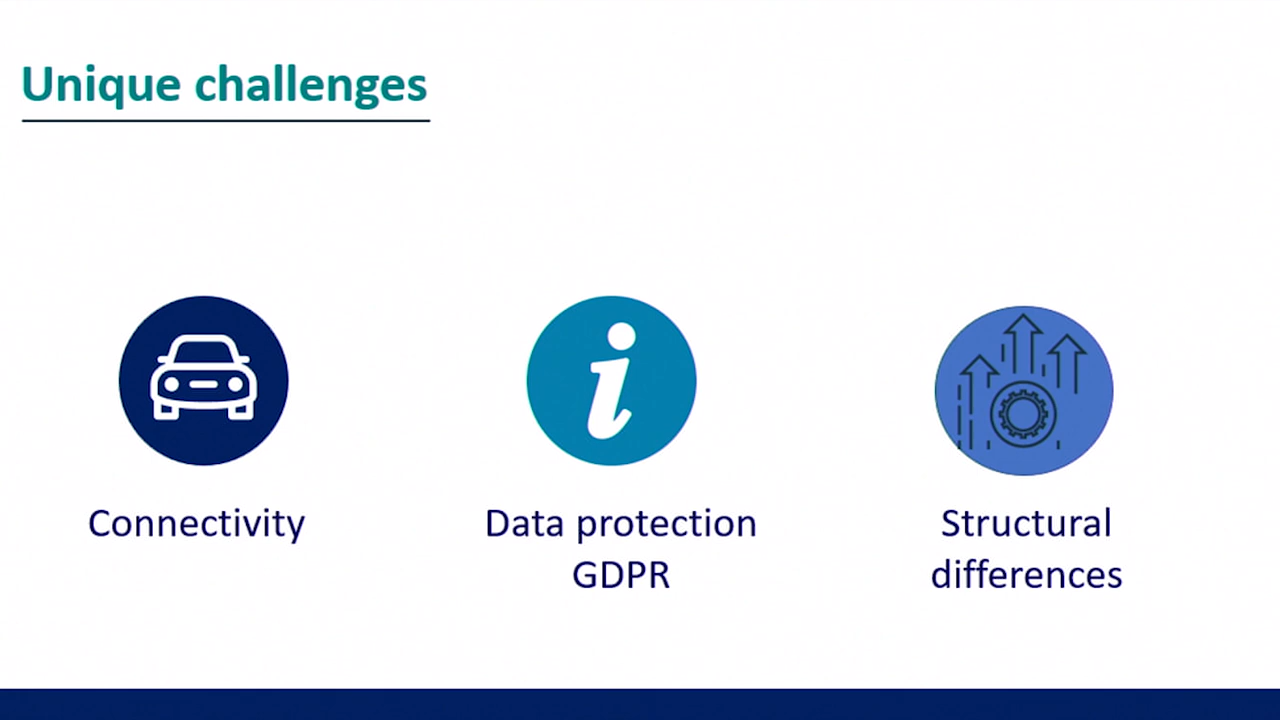 Unique challenges
Connectivity
Data protection
GDPR
Structural
differences